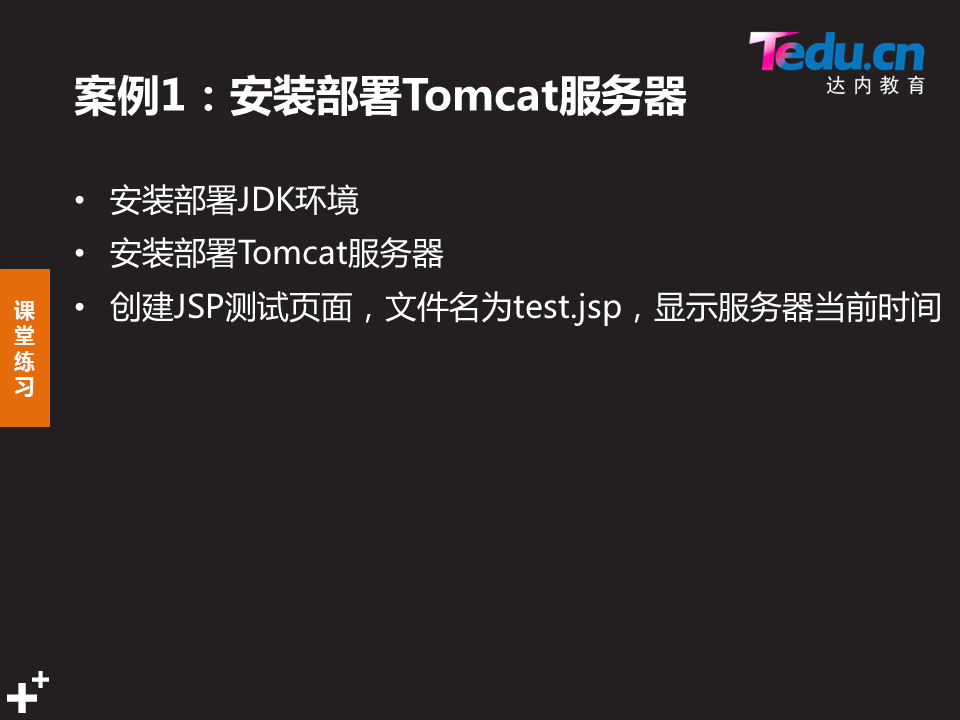 Tedu.cn
达内教育
案例1：安装部署Tomcat服务器
• 安装部署JDK环境
• 安装部署Tomcat服务器
• 创建JSP测试页面，文件名为test.jsp，显示服务器当前时间
课
堂
练
习